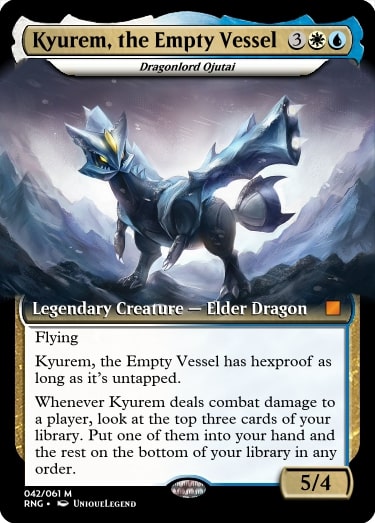 Kyurem, the Empty Vessel 3
Dragonlord Ojutai
Legendary Creature — Elder Dragon
Flying
Kyurem, the Empty Vessel has hexproof as
long as it's untapped.
Whenever Kyurem deals combat damage to
a player, look at the top three cards of your
library. Put one of them into your hand and
the rest on the bottom of your library in any
order.
5/4
042/061 M
RNG • UniqueLegend